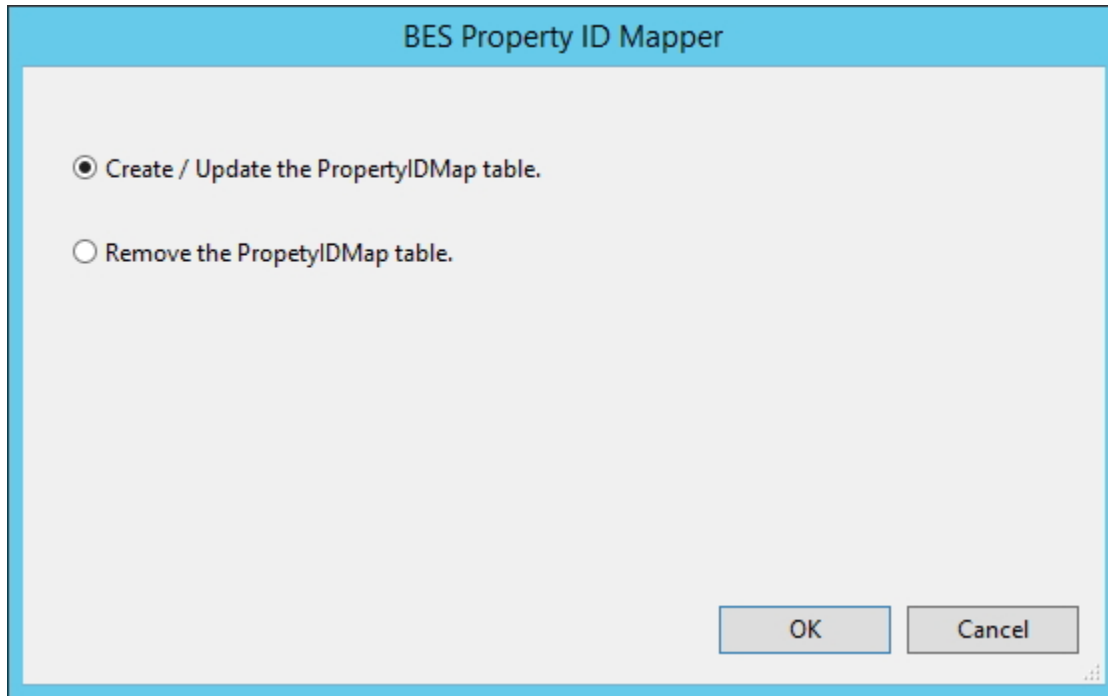 BES Property ID Mapper
Create / Update the PropertyIDMap table.
Remove the PropetyIDMap table.
OK
Cancel